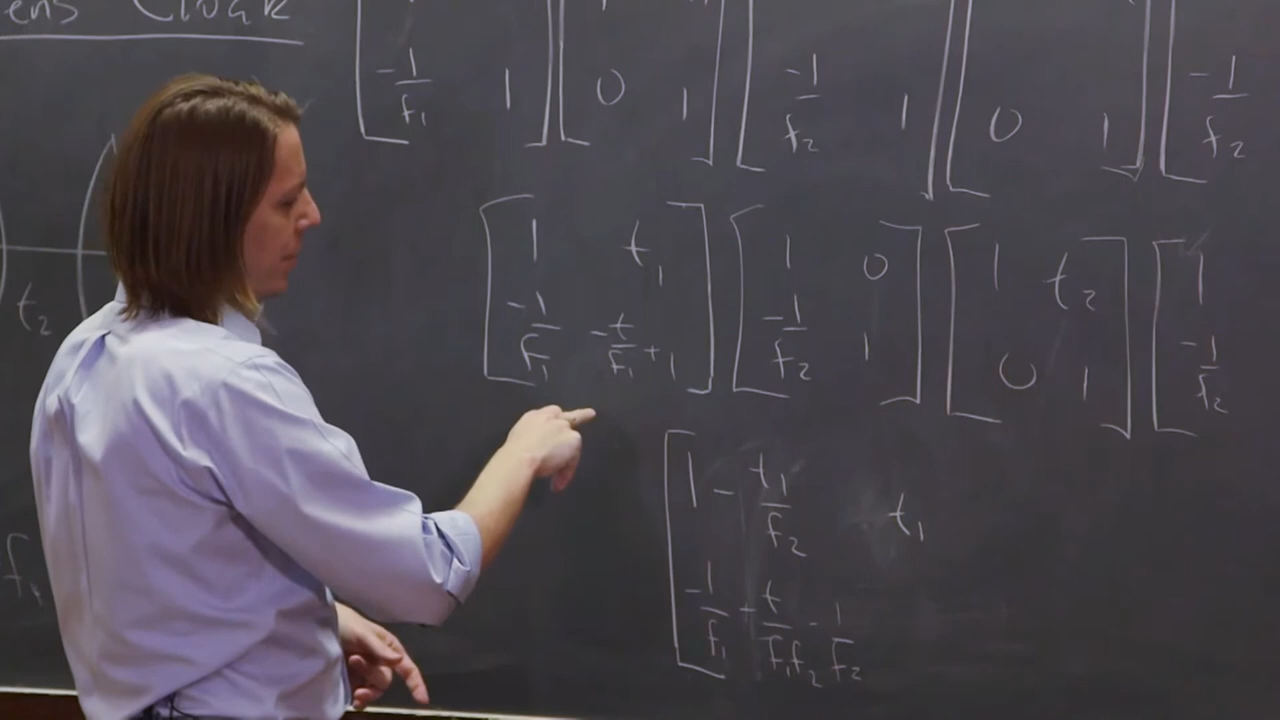 ens Cloak
-1/f₁ 1 0 1 -1/f₂ 1 0 1 -1/f₂
1 t₁ 1 0 1 t₂ 1
-1/f₁ -t/f₁+1 -1/f₂ 1 0 1 -1/f₂
t₂
1 - t₁/f₂ t₁
f₁
-1/f₁ + t/f₁f₂ - 1/f₂